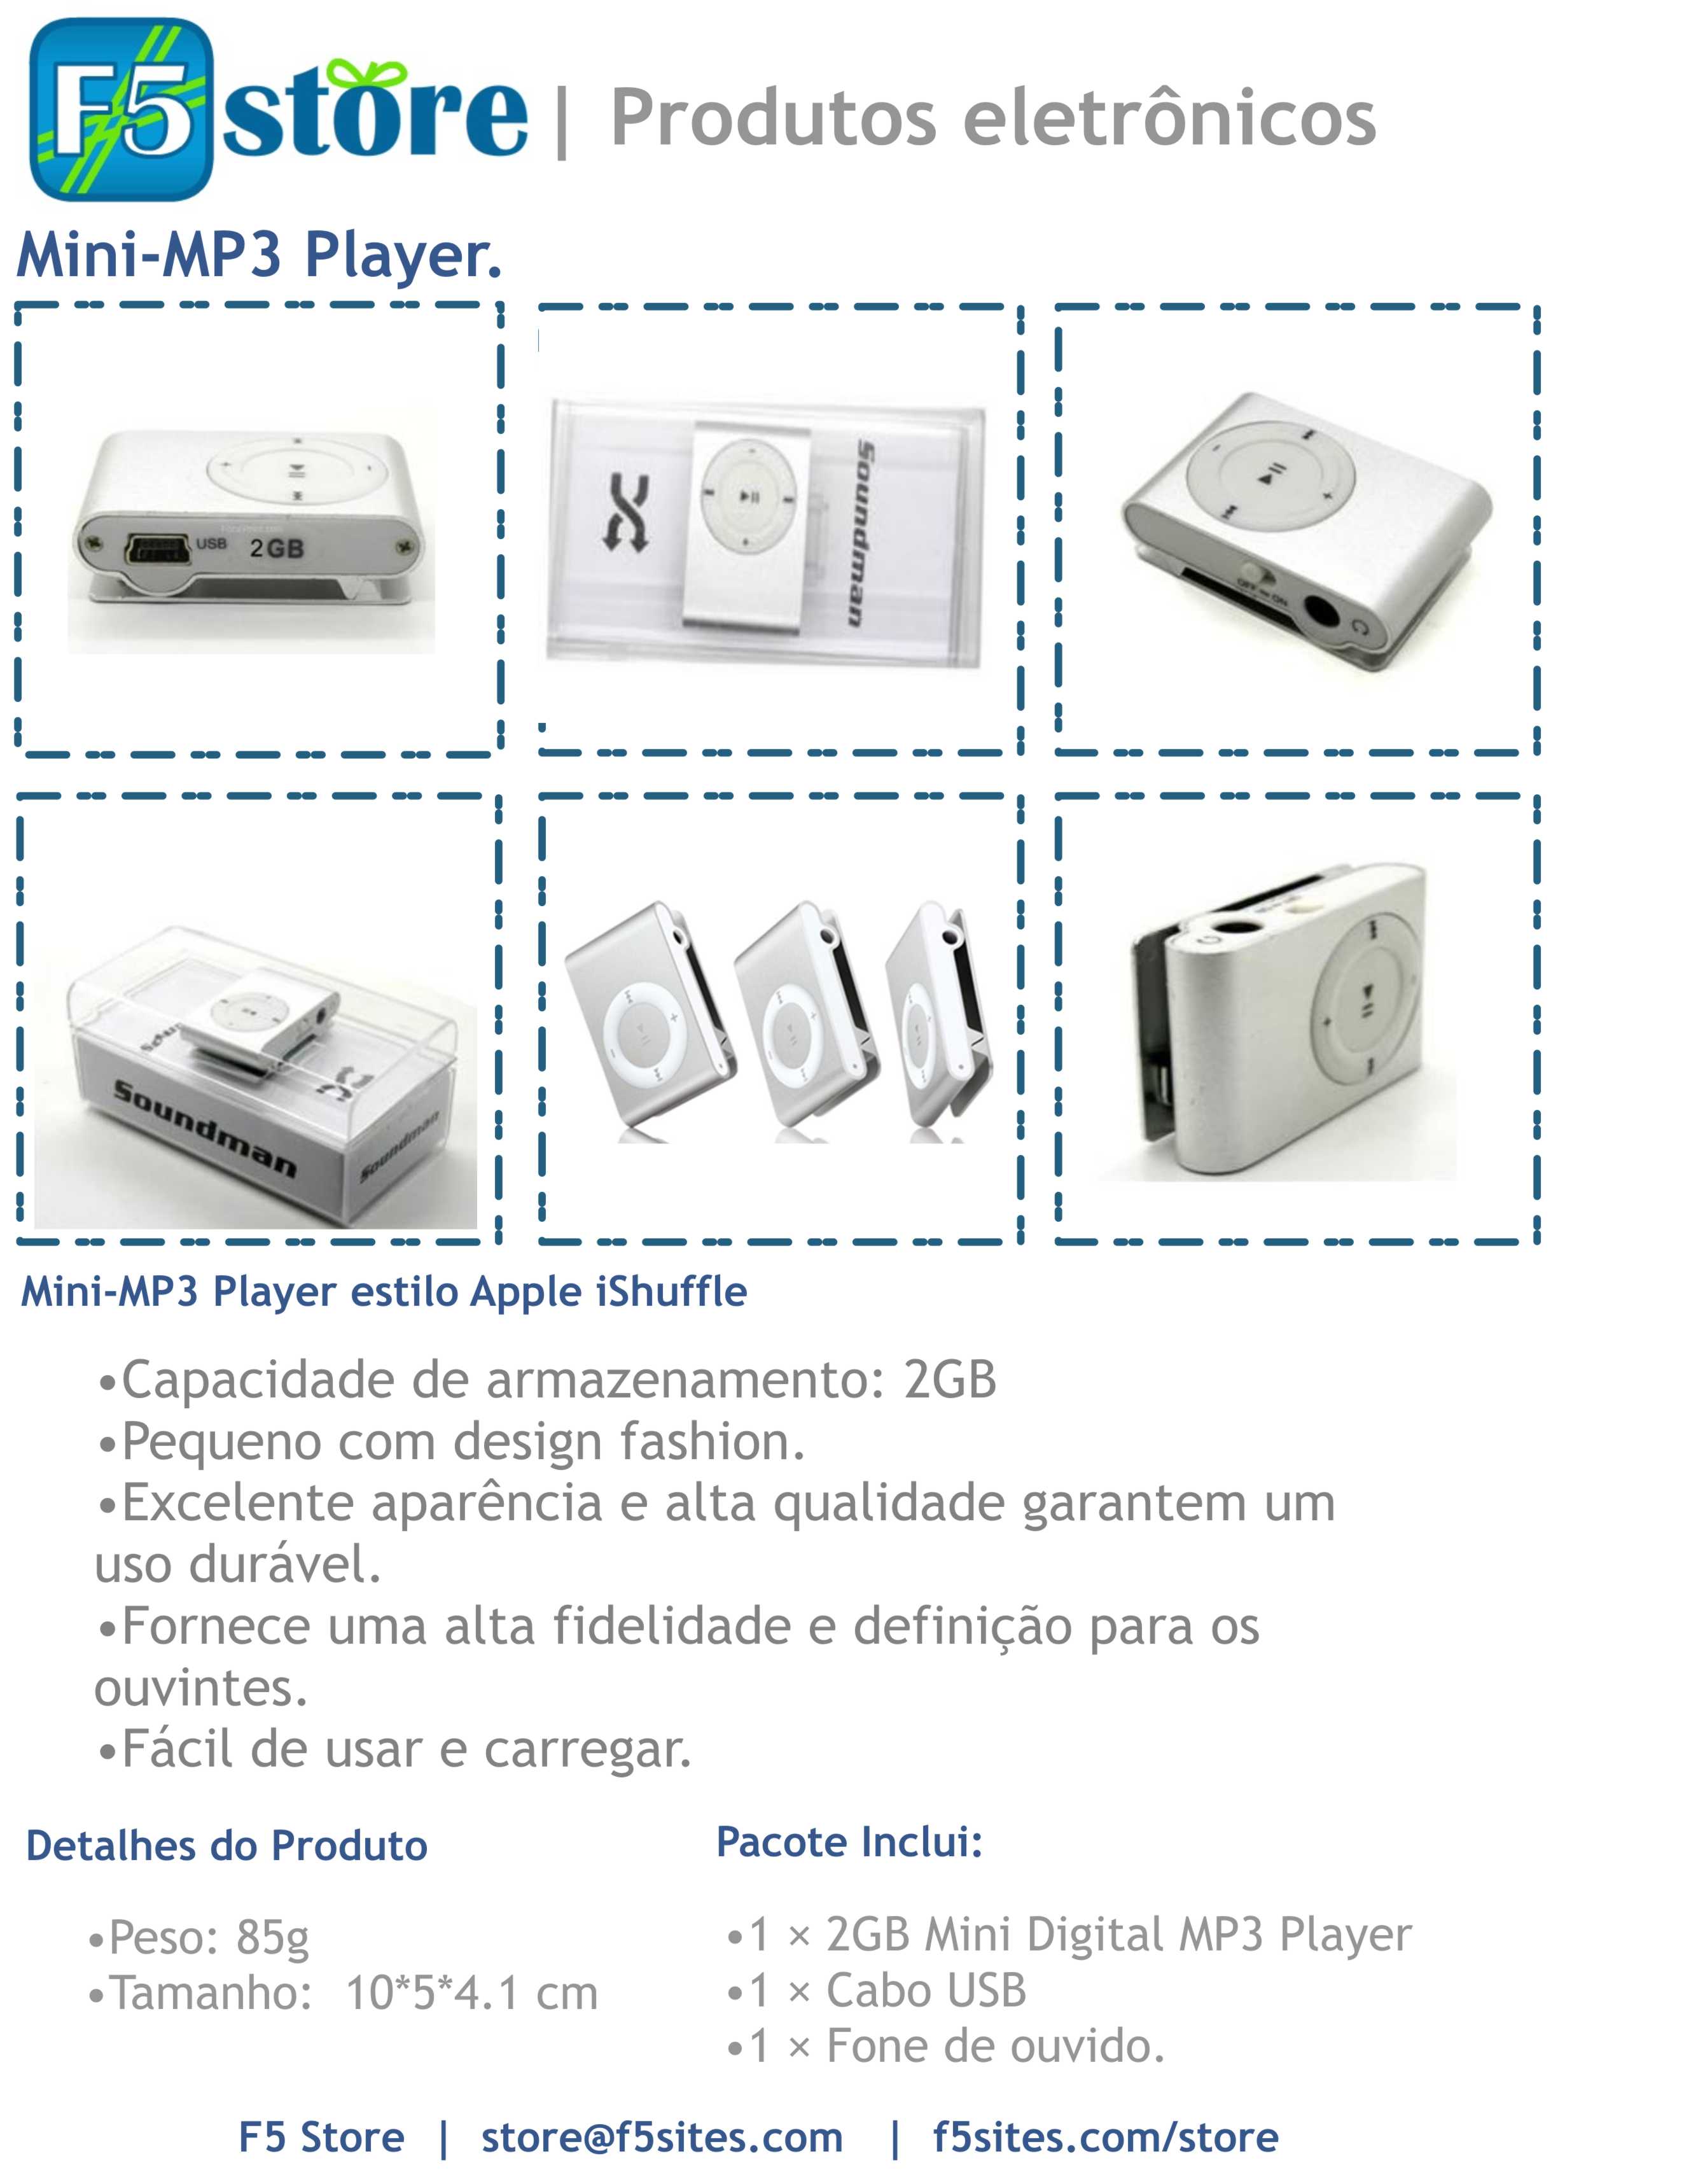 F5 store | Produtos eletrônicos
Mini-MP3 Player.
USB 2GB
Soundman
OFF ON
Soundman
Soundman
Mini-MP3 Player estilo Apple iShuffle
•Capacidade de armazenamento: 2GB
•Pequeno com design fashion.
•Excelente aparência e alta qualidade garantem um
uso durável.
•Fornece uma alta fidelidade e definição para os
ouvintes.
•Fácil de usar e carregar.
Detalhes do Produto
•Peso: 85g
•Tamanho: 10*5*4.1 cm
Pacote Inclui:
•1 × 2GB Mini Digital MP3 Player
•1 × Cabo USB
•1 × Fone de ouvido.
F5 Store | store@f5sites.com | f5sites.com/store